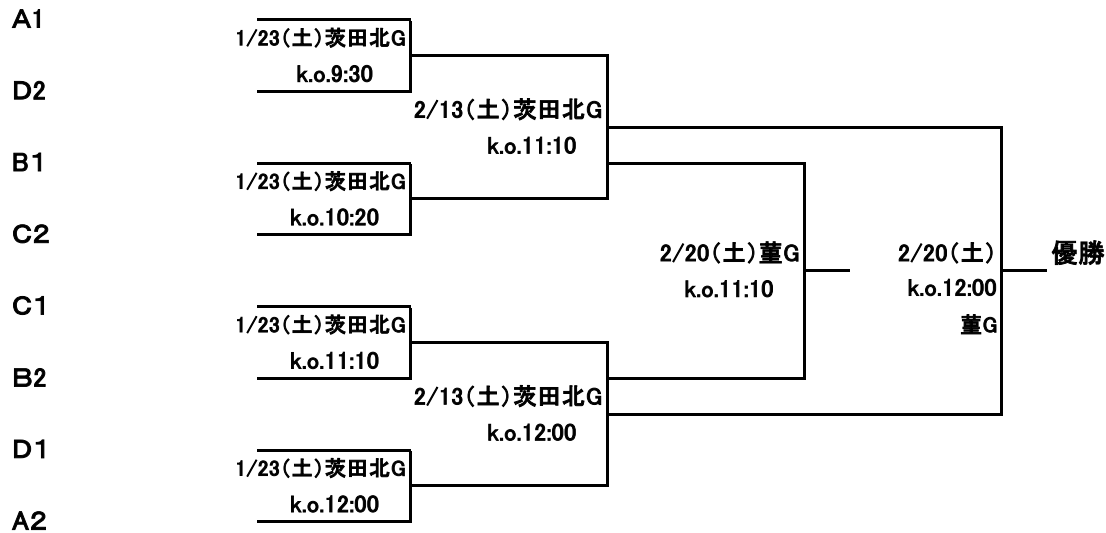 A1
1/23(土)茨田北G
k.o.9:30
D2
2/13(土)茨田北G
k.o.11:10
B1
1/23(土)茨田北G
k.o.10:20
C2
2/20(土)菫G
k.o.11:10
2/20(土)
k.o.12:00
菫G
優勝
C1
1/23(土)茨田北G
k.o.11:10
B2
2/13(土)茨田北G
k.o.12:00
D1
1/23(土)茨田北G
k.o.12:00
A2